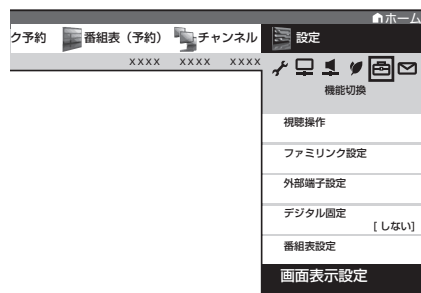 ホーム
ク予約 番組表（予約） チャンネル 設定
XXXX XXXX XXXX
機能切換
視聴操作
ファミリンク設定
外部端子設定
デジタル固定
[しない]
番組表設定
画面表示設定